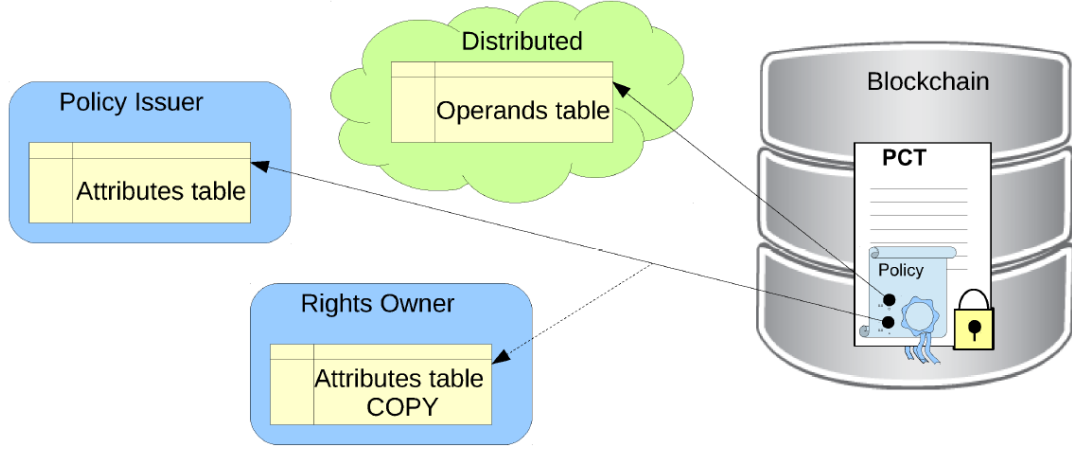 Distributed
Operands table
Policy Issuer
Attributes table
Blockchain
PCT
Policy
Rights Owner
Attributes table
COPY